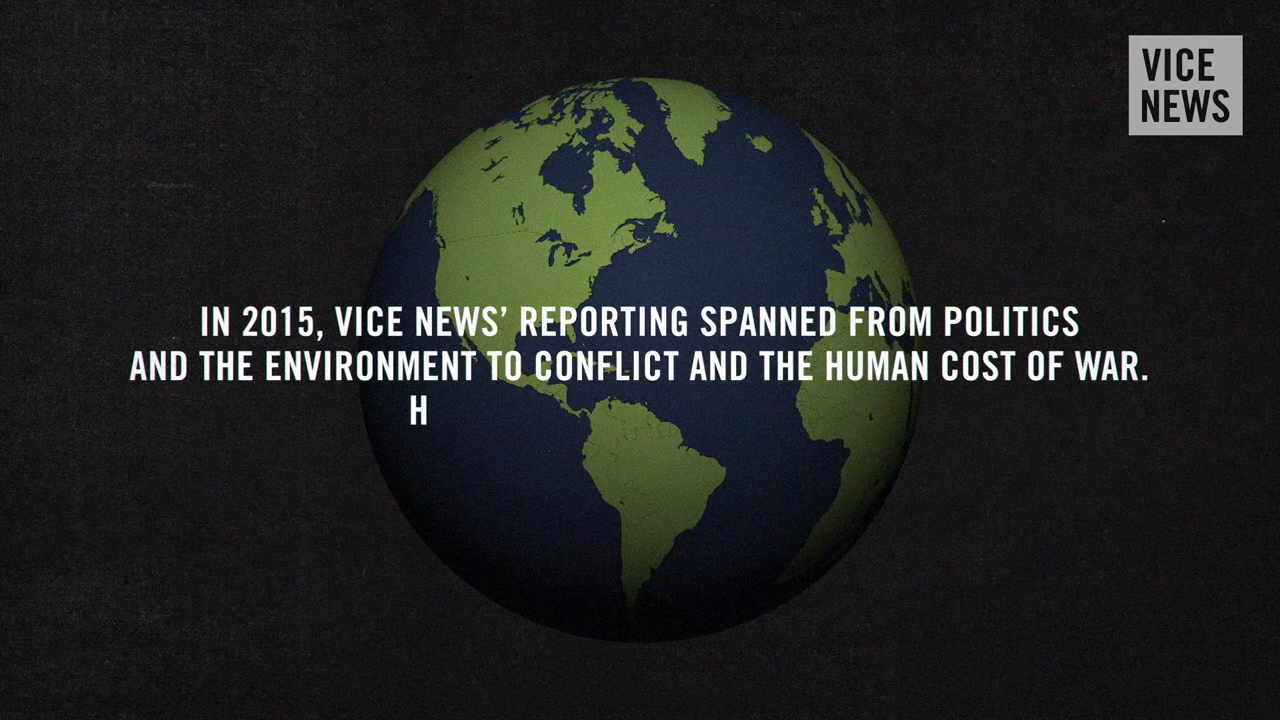 VICE
NEWS
IN 2015, VICE NEWS’ REPORTING SPANNED FROM POLITICS
AND THE ENVIRONMENT TO CONFLICT AND THE HUMAN COST OF WAR.
H